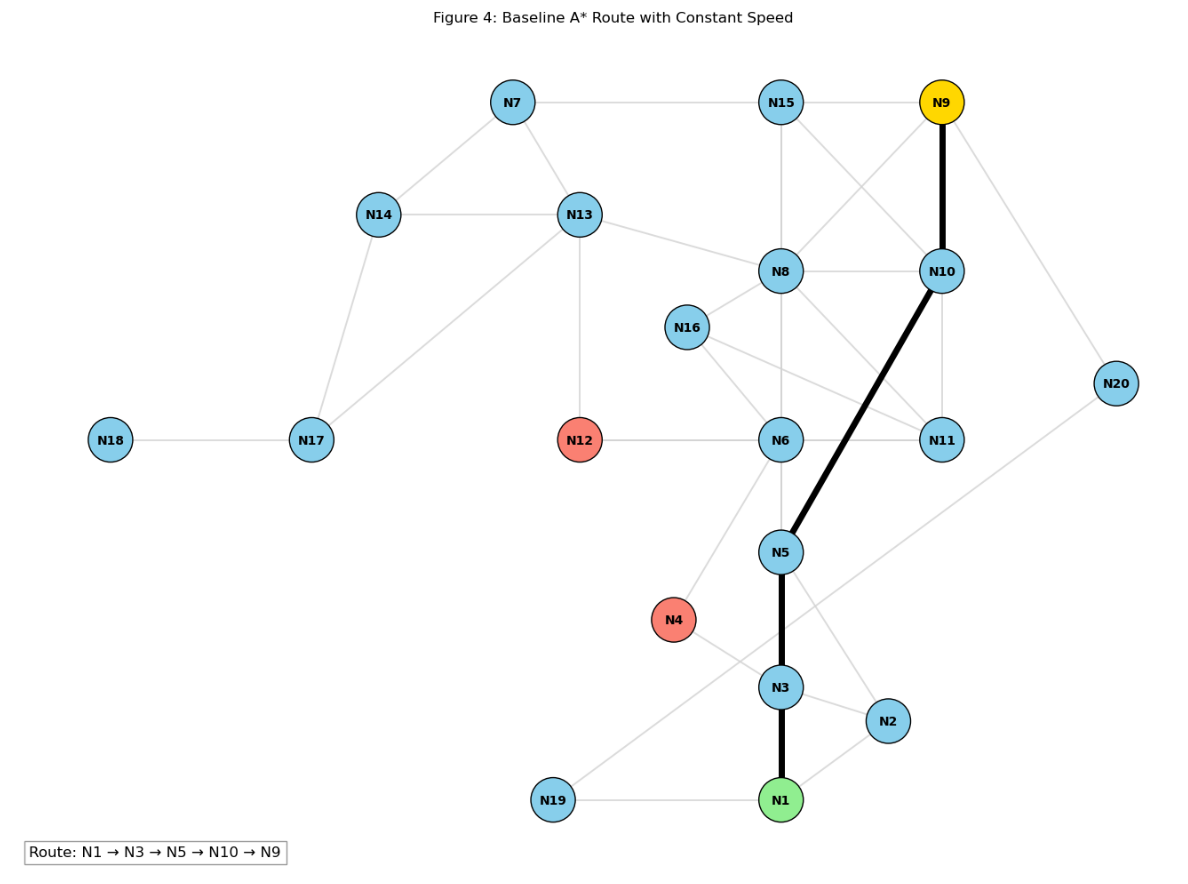 Figure 4: Baseline A* Route with Constant Speed
N7
N15
N9
N14
N13
N8
N10
N16
N20
N18
N17
N12
N6
N11
N5
N4
N3
N2
N19
N1
Route: N1 → N3 → N5 → N10 → N9